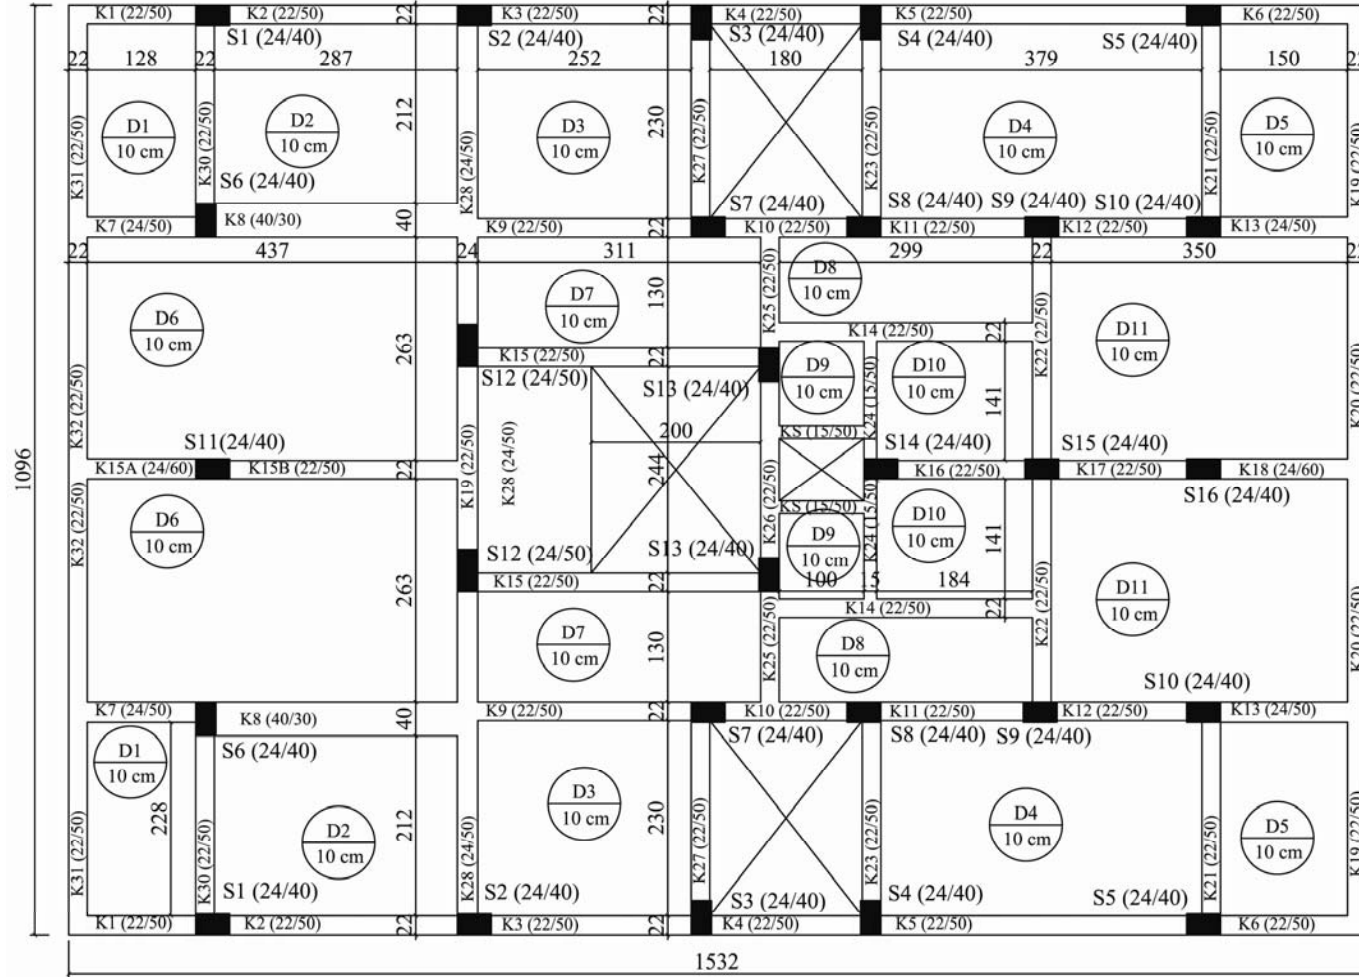 K1 (22/50) K2 (22/50) 22 K3 (22/50) 22 K4 (22/50) K5 (22/50) K6 (22/50)
S1 (24/40) S2 (24/40) S3 (24/40) S4 (24/40) S5 (24/40)
22 128 22 287 252 180 379 150
K31 (22/50) K30 (22/50) 212 K28 (24/50) 230 K27 (22/50) K23 (22/50) K21 (22/50) K19 (22/50)
D1 D2 D3 D4 D5
10 cm 10 cm 10 cm 10 cm 10 cm
S6 (24/40) S7 (24/40) S8 (24/40) S9 (24/40) S10 (24/40)
K7 (24/50) K8 (40/30) 40 K9 (22/50) 22 K10 (22/50) K11 (22/50) K12 (22/50) K13 (24/50)
22 437 24 311 299 22 350
D6 D7 D8 D11
10 cm 10 cm 10 cm 10 cm
K32 (22/50) 263 130 K25 (22/50) K22 (22/50) K20 (22/50)
K14 (22/50) 22
K15 (22/50) 22
D9 D10
10 cm 10 cm
K24 (15/50) 141
S12 (24/50) S13 (24/40)
200
KS (15/50)
S11(24/40) S14 (24/40) S15 (24/40)
K15A (24/60) K15B (22/50) 22 K19 (22/50) K28 (24/50) 244 K26 (22/50) K16 (22/50) K17 (22/50) K18 (24/60)
1096
S16 (24/40)
KS (15/50)
K32 (22/50) K24 (15/50) 141
D6 D9 D10
10 cm 10 cm 10 cm
S12 (24/50) S13 (24/40)
K15 (22/50) 22 100 15 184
K14 (22/50) 22
263 130 K25 (22/50) K22 (22/50) K20 (22/50)
D7 D8 D11
10 cm 10 cm 10 cm
S10 (24/40)
K7 (24/50) K8 (40/30) 40 K9 (22/50) 22 K10 (22/50) K11 (22/50) K12 (22/50) K13 (24/50)
S6 (24/40) S7 (24/40) S8 (24/40) S9 (24/40)
D1 D2 D3 D4 D5
10 cm 10 cm 10 cm 10 cm 10 cm
K31 (22/50) 228 K30 (22/50) 212 K28 (24/50) 230 K27 (22/50) K23 (22/50) K21 (22/50) K19 (22/50)
S1 (24/40) S2 (24/40) S3 (24/40) S4 (24/40) S5 (24/40)
K1 (22/50) K2 (22/50) 22 K3 (22/50) 22 K4 (22/50) K5 (22/50) K6 (22/50)
1532